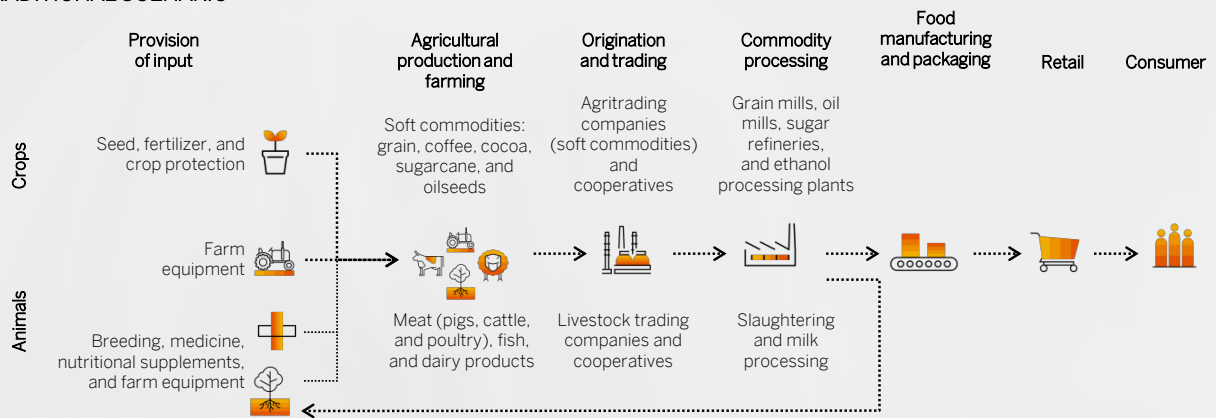 Provision
of input
Agricultural
production and
farming
Origination
and trading
Commodity
processing
Food
manufacturing
and packaging
Retail
Consumer
Crops
Seed, fertilizer, and
crop protection
Soft commodities:
grain, coffee, cocoa,
sugarcane, and
oilseeds
Agritrading
companies
(soft commodities)
and
cooperatives
Grain mills, oil
mills, sugar
refineries,
and ethanol
processing plants
Farm
equipment
Animals
Breeding, medicine,
nutritional supplements,
and farm equipment
Meat (pigs, cattle,
and poultry), fish,
and dairy products
Livestock trading
companies and
cooperatives
Slaughtering
and milk
processing